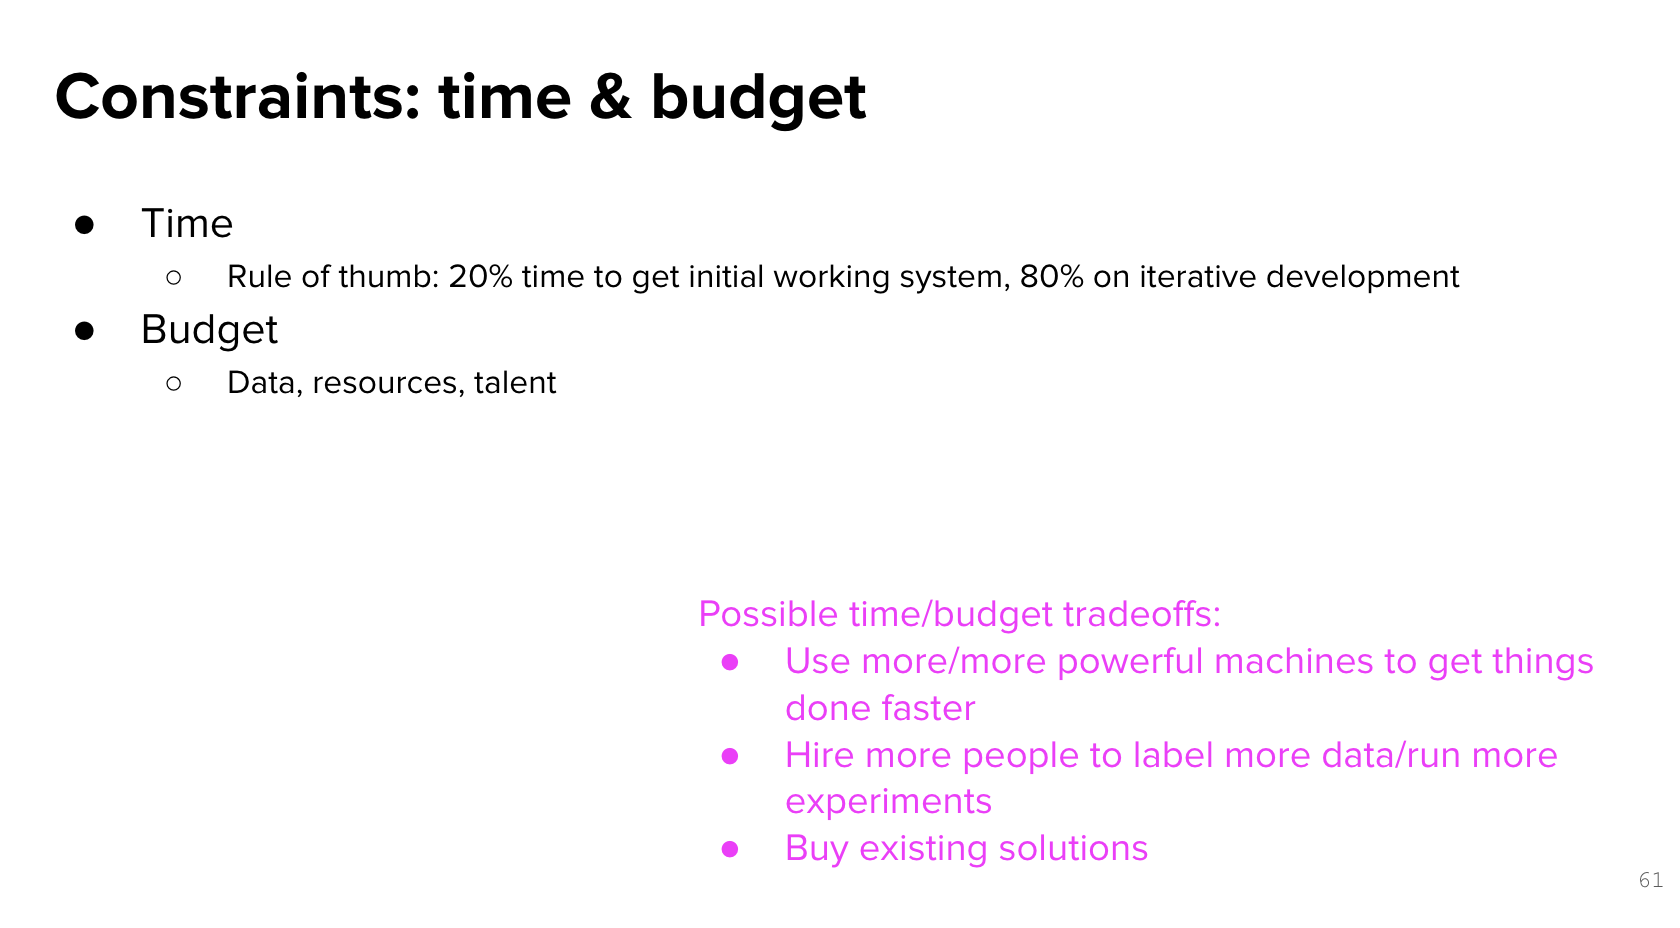 Constraints: time & budget
● Time
○ Rule of thumb: 20% time to get initial working system, 80% on iterative development
● Budget
○ Data, resources, talent
Possible time/budget tradeoffs:
● Use more/more powerful machines to get things
done faster
● Hire more people to label more data/run more
experiments
● Buy existing solutions
61